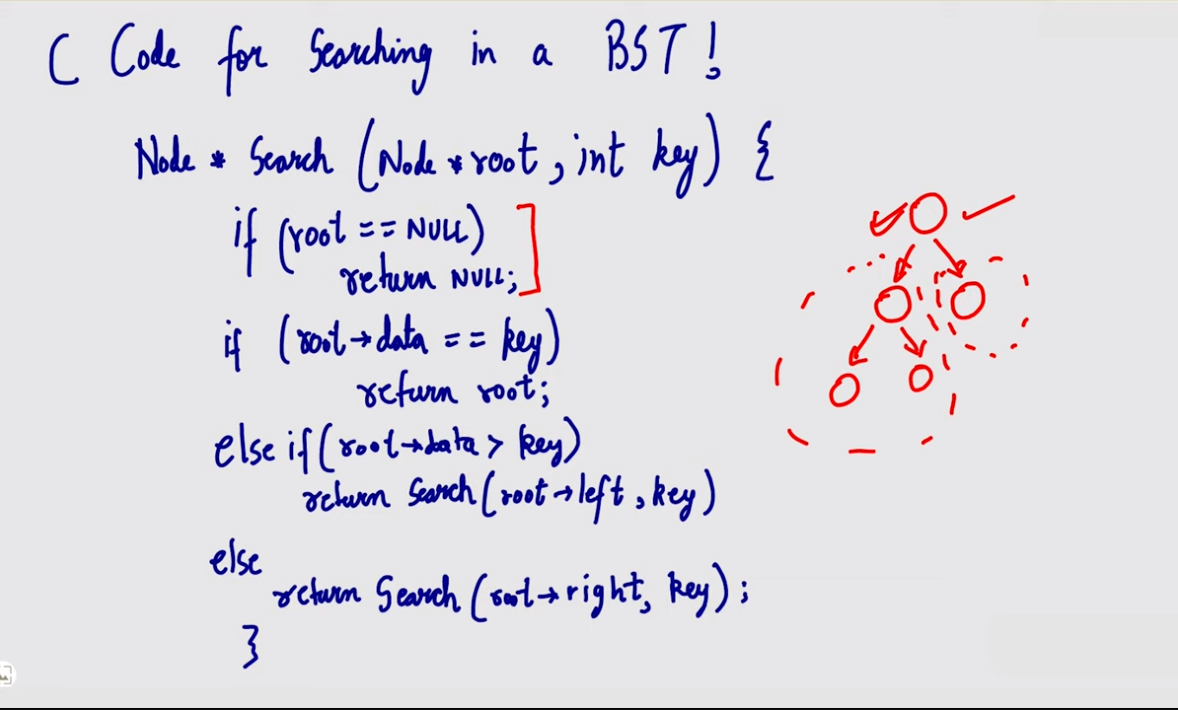 C Code for Searching in a BST!
Node * Search (Node * root, int key) {
if (root == NULL)
return NULL;
if (root→data == key)
return root;
else if (root→data > key)
return Search (root→left, key)
else
return Search (root→right, key);
}